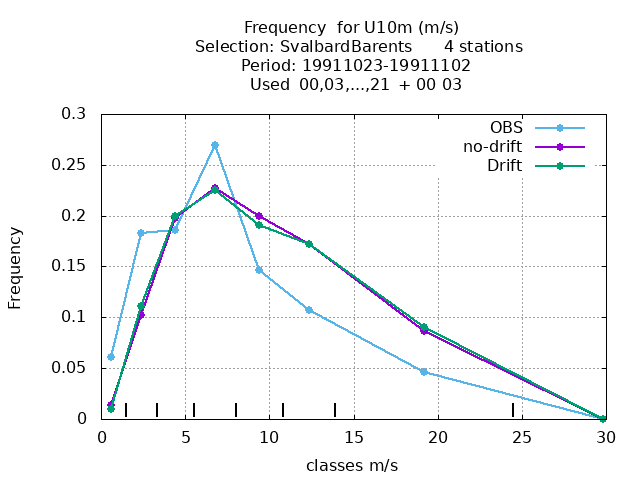 Frequency  for U10m (m/s)
Selection: SvalbardBarents      4 stations
Period: 19911023-19911102
Used  00,03,...,21  + 00 03
OBS
no-drift
Drift
Frequency
0.3
0.25
0.2
0.15
0.1
0.05
0
0 5 10 15 20 25 30
classes m/s